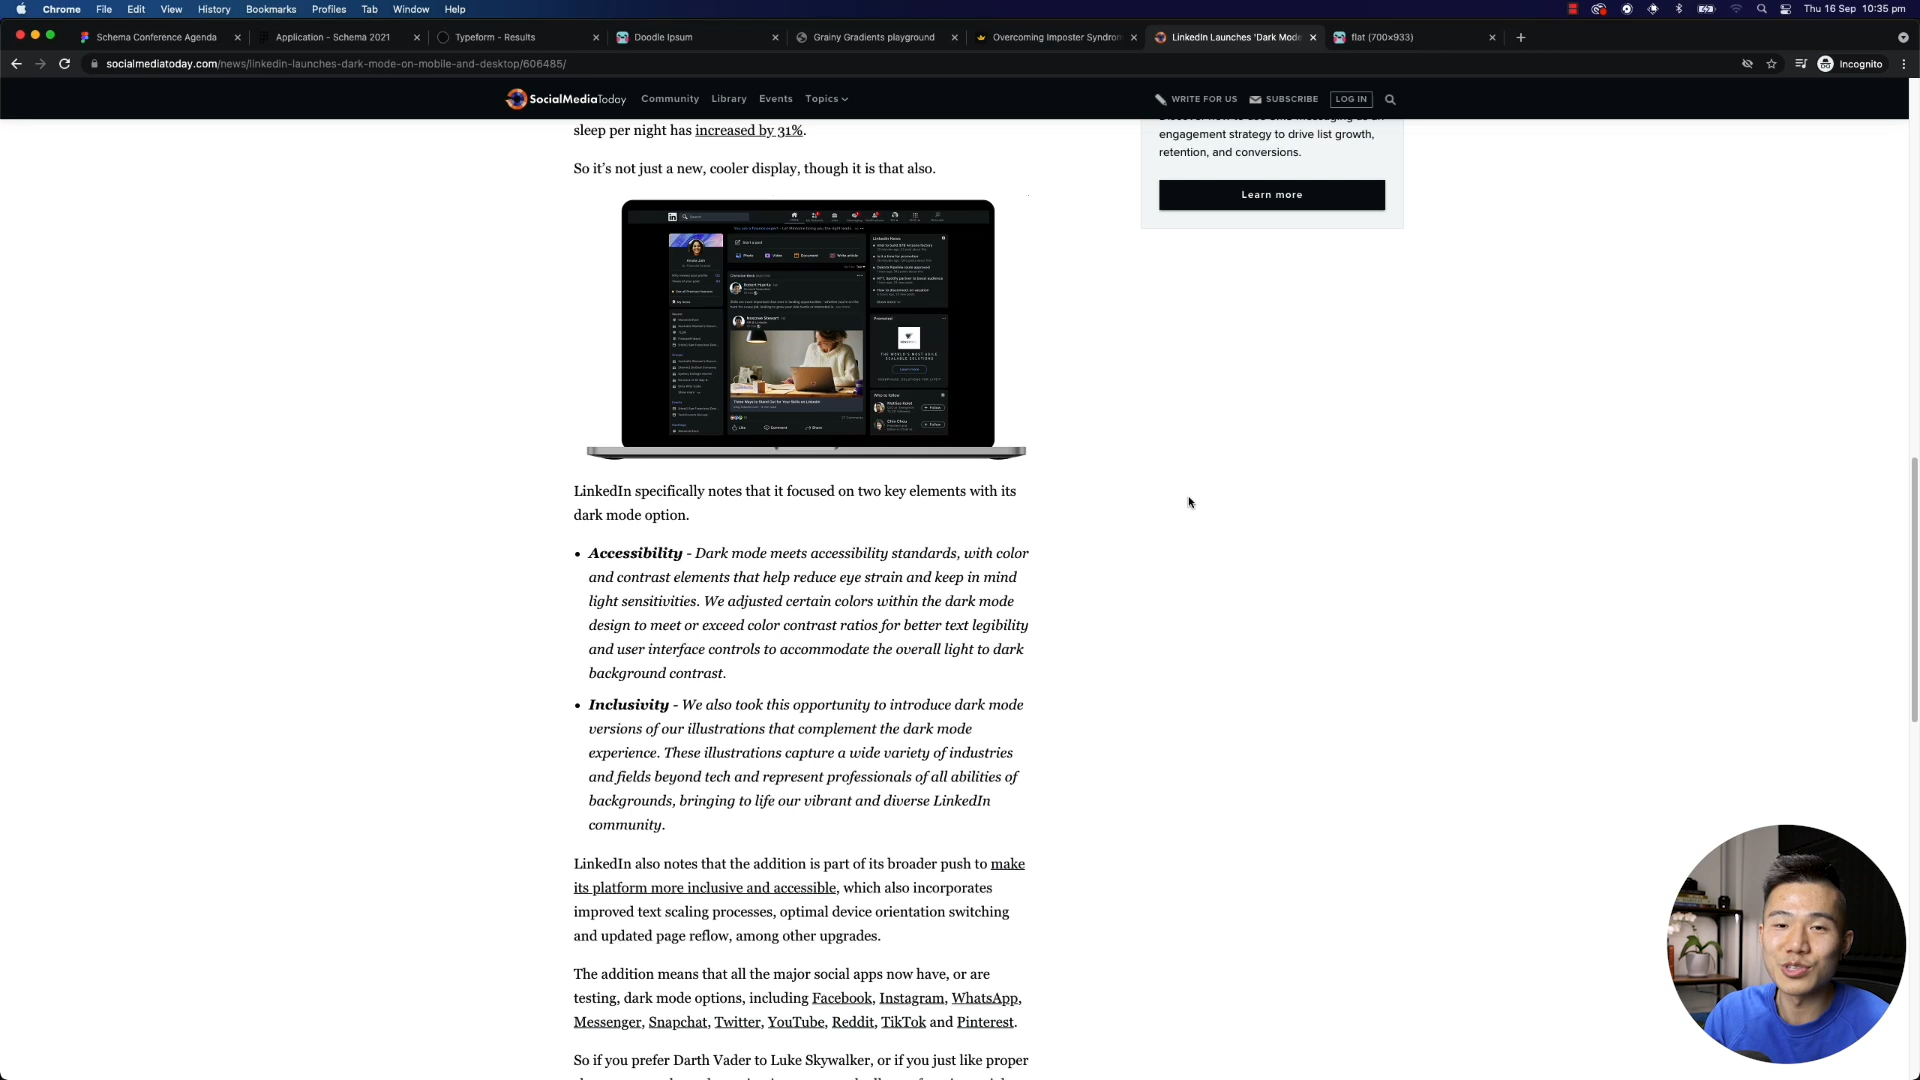 Chrome File Edit View History Bookmarks Profiles Tab Window Help Thu 16 Sep 10:35 pm
Schema Conference Agenda Application - Schema 2021 Typeform - Results Doodle Ipsum Grainy Gradients playground Overcoming Imposter Syndrom LinkedIn Launches 'Dark Mode flat (700×933)
socialmediatoday.com/news/linkedin-launches-dark-mode-on-mobile-and-desktop/606485/ Incognito
SocialMediaToday Community Library Events Topics WRITE FOR US SUBSCRIBE LOG IN
sleep per night has increased by 31%.
So it's not just a new, cooler display, though it is that also.
engagement strategy to drive list growth,
retention, and conversions.
Learn more
LinkedIn specifically notes that it focused on two key elements with its
dark mode option.
• Accessibility - Dark mode meets accessibility standards, with color
and contrast elements that help reduce eye strain and keep in mind
light sensitivities. We adjusted certain colors within the dark mode
design to meet or exceed color contrast ratios for better text legibility
and user interface controls to accommodate the overall light to dark
background contrast.
• Inclusivity - We also took this opportunity to introduce dark mode
versions of our illustrations that complement the dark mode
experience. These illustrations capture a wide variety of industries
and fields beyond tech and represent professionals of all abilities of
backgrounds, bringing to life our vibrant and diverse LinkedIn
community.
LinkedIn also notes that the addition is part of its broader push to make
its platform more inclusive and accessible, which also incorporates
improved text scaling processes, optimal device orientation switching
and updated page reflow, among other upgrades.
The addition means that all the major social apps now have, or are
testing, dark mode options, including Facebook, Instagram, WhatsApp,
Messenger, Snapchat, Twitter, YouTube, Reddit, TikTok and Pinterest.
So if you prefer Darth Vader to Luke Skywalker, or if you just like proper